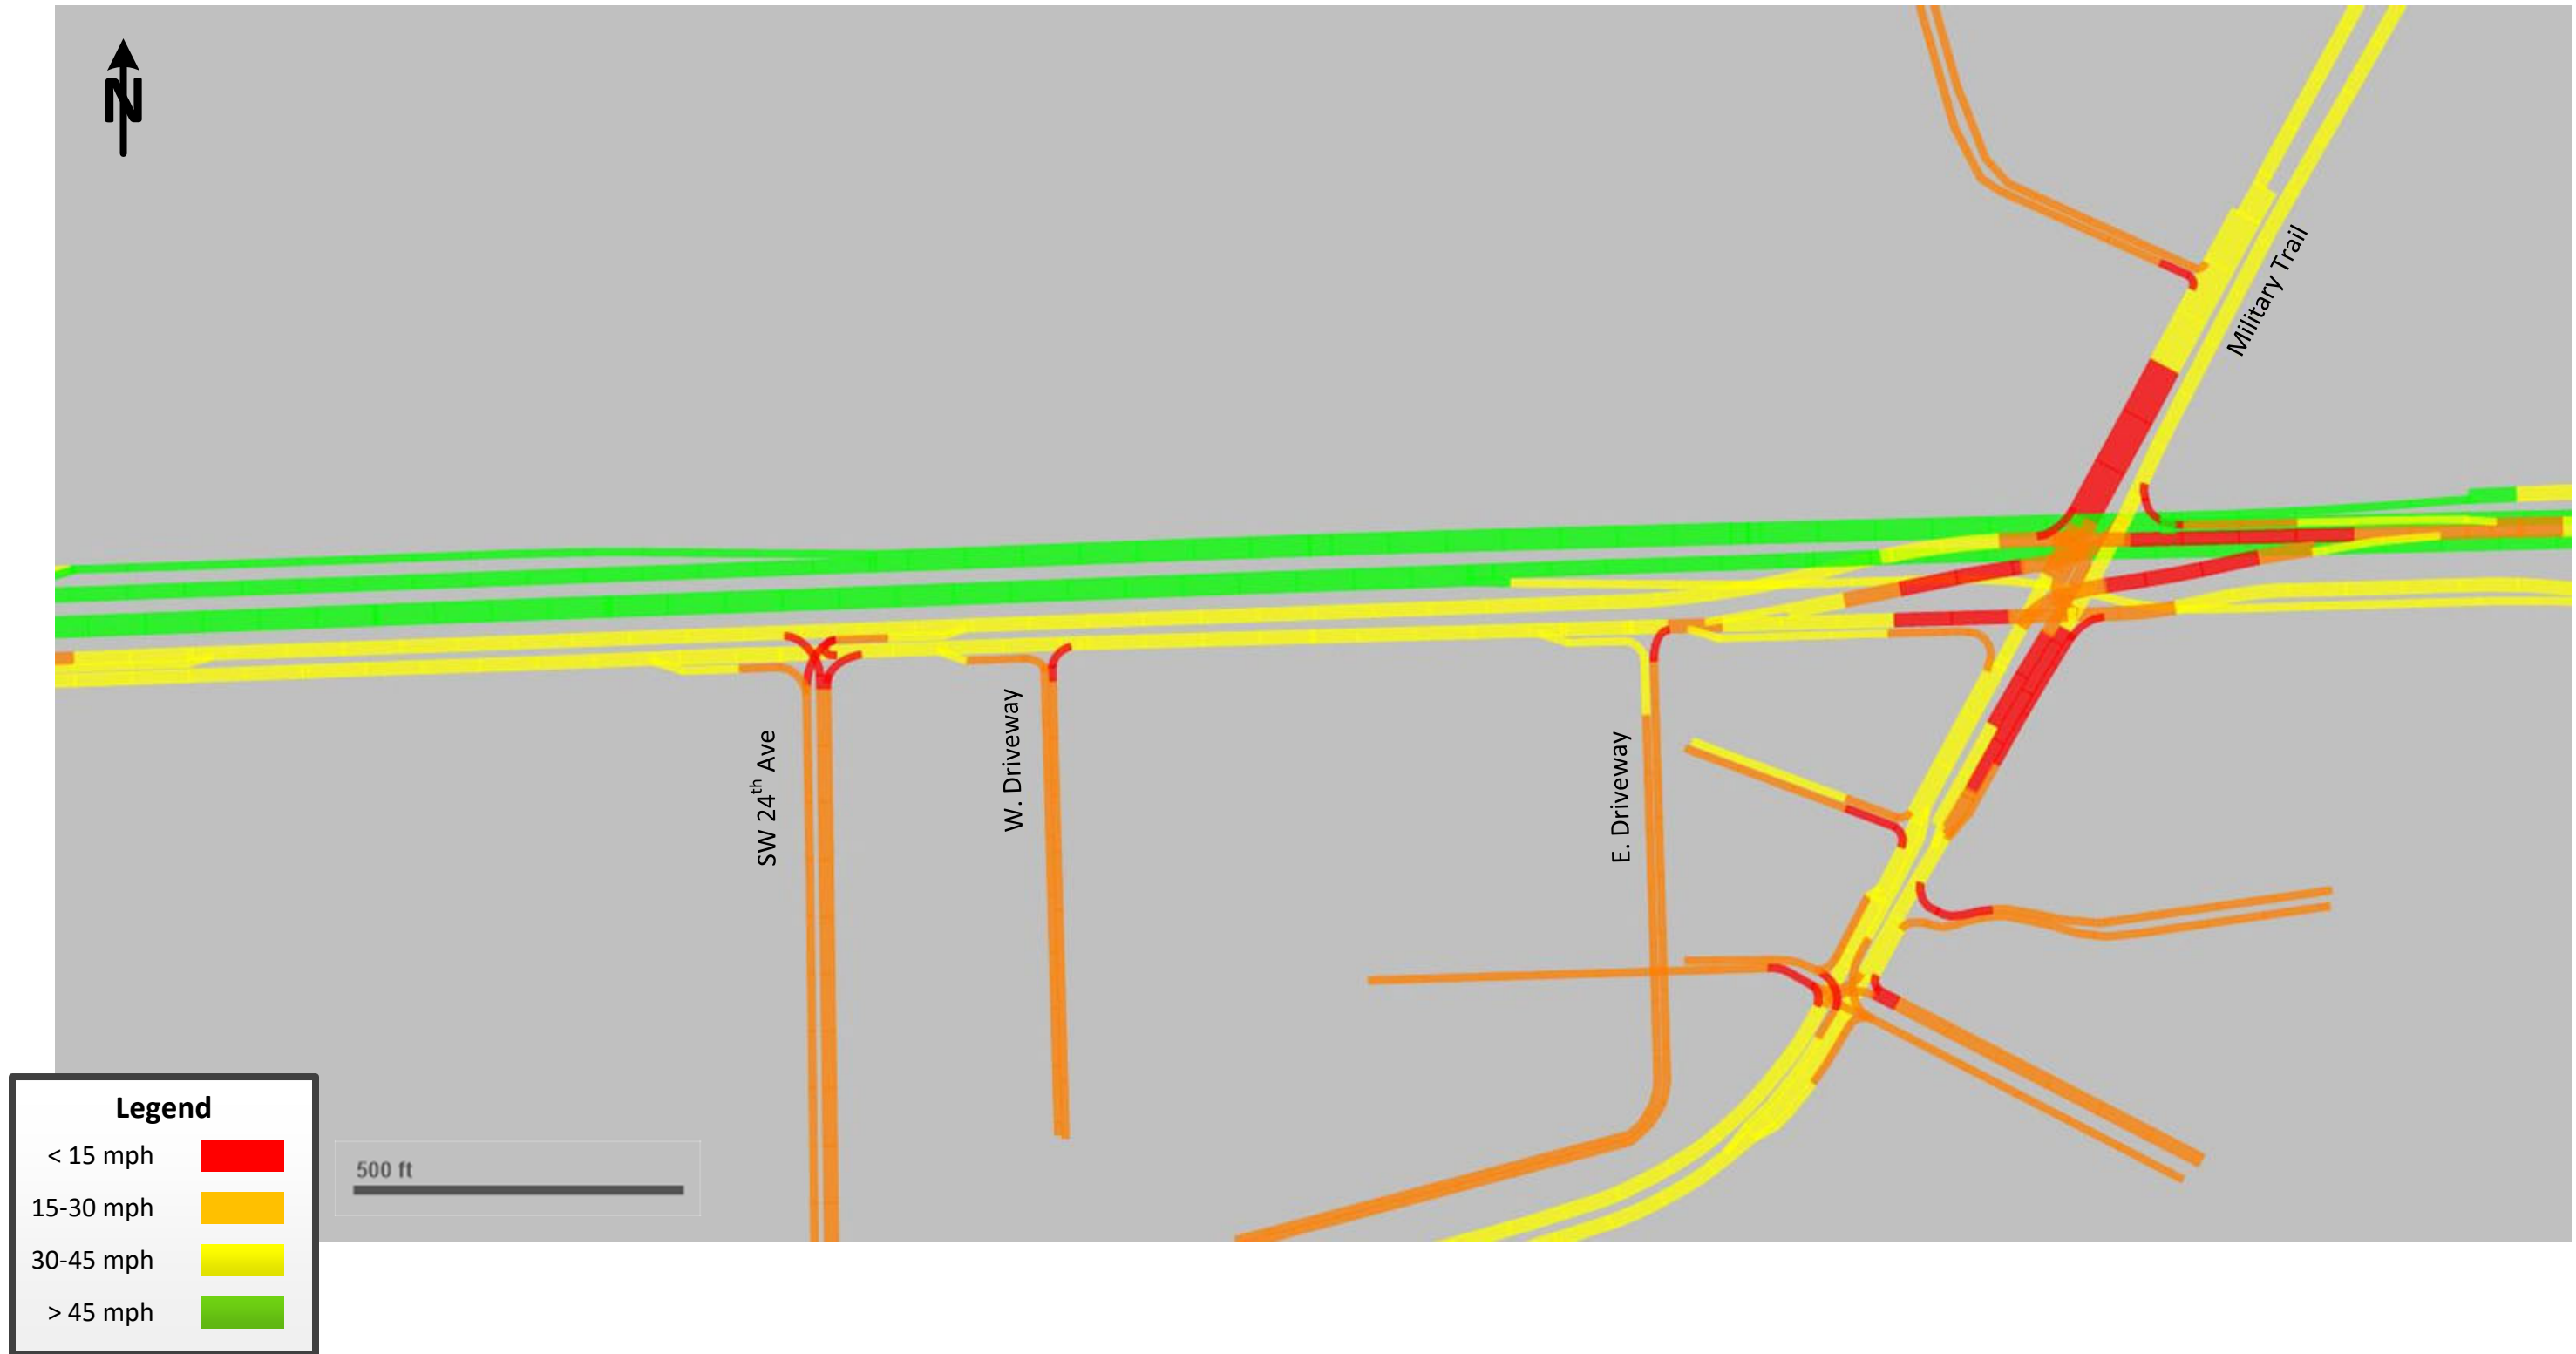 N
Military Trail
SW 24th Ave
W. Driveway
E. Driveway
Legend
< 15 mph
15-30 mph
30-45 mph
> 45 mph
500 ft